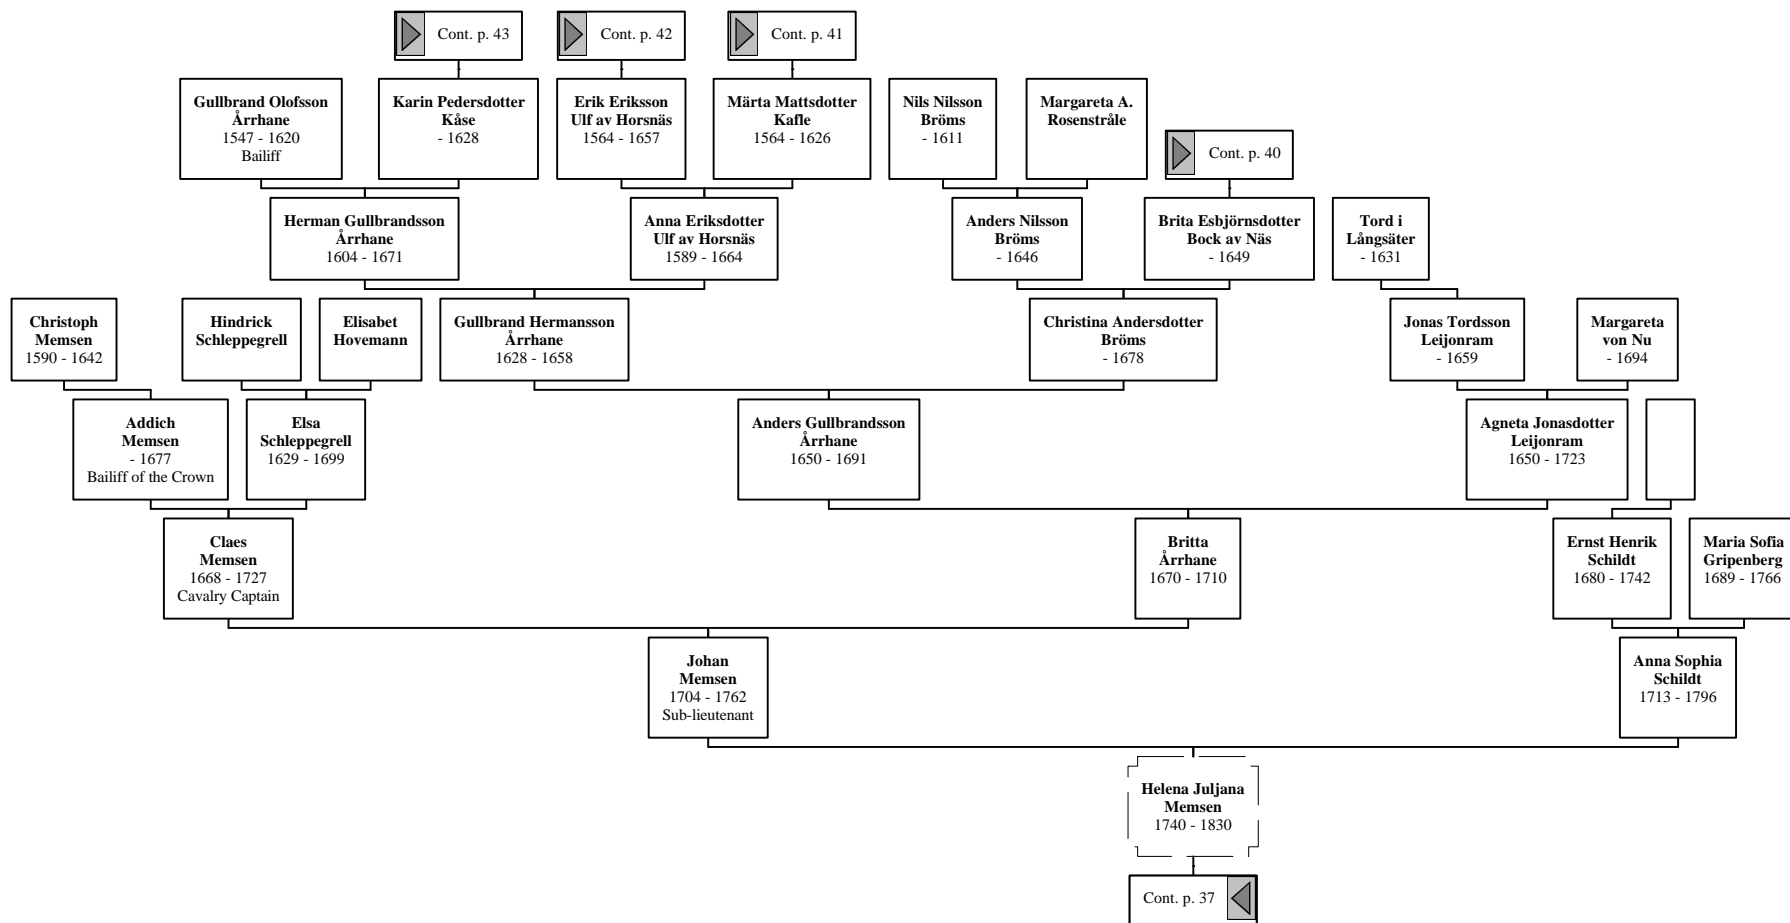 Cont. p. 43
Cont. p. 42
Cont. p. 41
Gullbrand Olofsson
Årrhane
1547 - 1620
Bailiff
Karin Pedersdotter
Kåse
- 1628
Erik Eriksson
Ulf av Horsnäs
1564 - 1657
Märta Mattsdotter
Kafle
1564 - 1626
Nils Nilsson
Bröms
- 1611
Margareta A.
Rosenstråle
Cont. p. 40
Herman Gullbrandsson
Årrhane
1604 - 1671
Anna Eriksdotter
Ulf av Horsnäs
1589 - 1664
Anders Nilsson
Bröms
- 1646
Brita Esbjörnsdotter
Bock av Näs
- 1649
Tord i
Långsäter
- 1631
Christoph
Memsen
1590 - 1642
Hindrick
Schleppegrell
Elisabet
Hovemann
Gullbrand Hermansson
Årrhane
1628 - 1658
Christina Andersdotter
Bröms
- 1678
Jonas Tordsson
Leijonram
- 1659
Margareta
von Nu
- 1694
Addich
Memsen
- 1677
Bailiff of the Crown
Elsa
Schleppegrell
1629 - 1699
Anders Gullbrandsson
Årrhane
1650 - 1691
Agneta Jonasdotter
Leijonram
1650 - 1723
Claes
Memsen
1668 - 1727
Cavalry Captain
Britta
Årrhane
1670 - 1710
Ernst Henrik
Schildt
1680 - 1742
Maria Sofia
Gripenberg
1689 - 1766
Johan
Memsen
1704 - 1762
Sub-lieutenant
Anna Sophia
Schildt
1713 - 1796
Helena Juljana
Memsen
1740 - 1830
Cont. p. 37